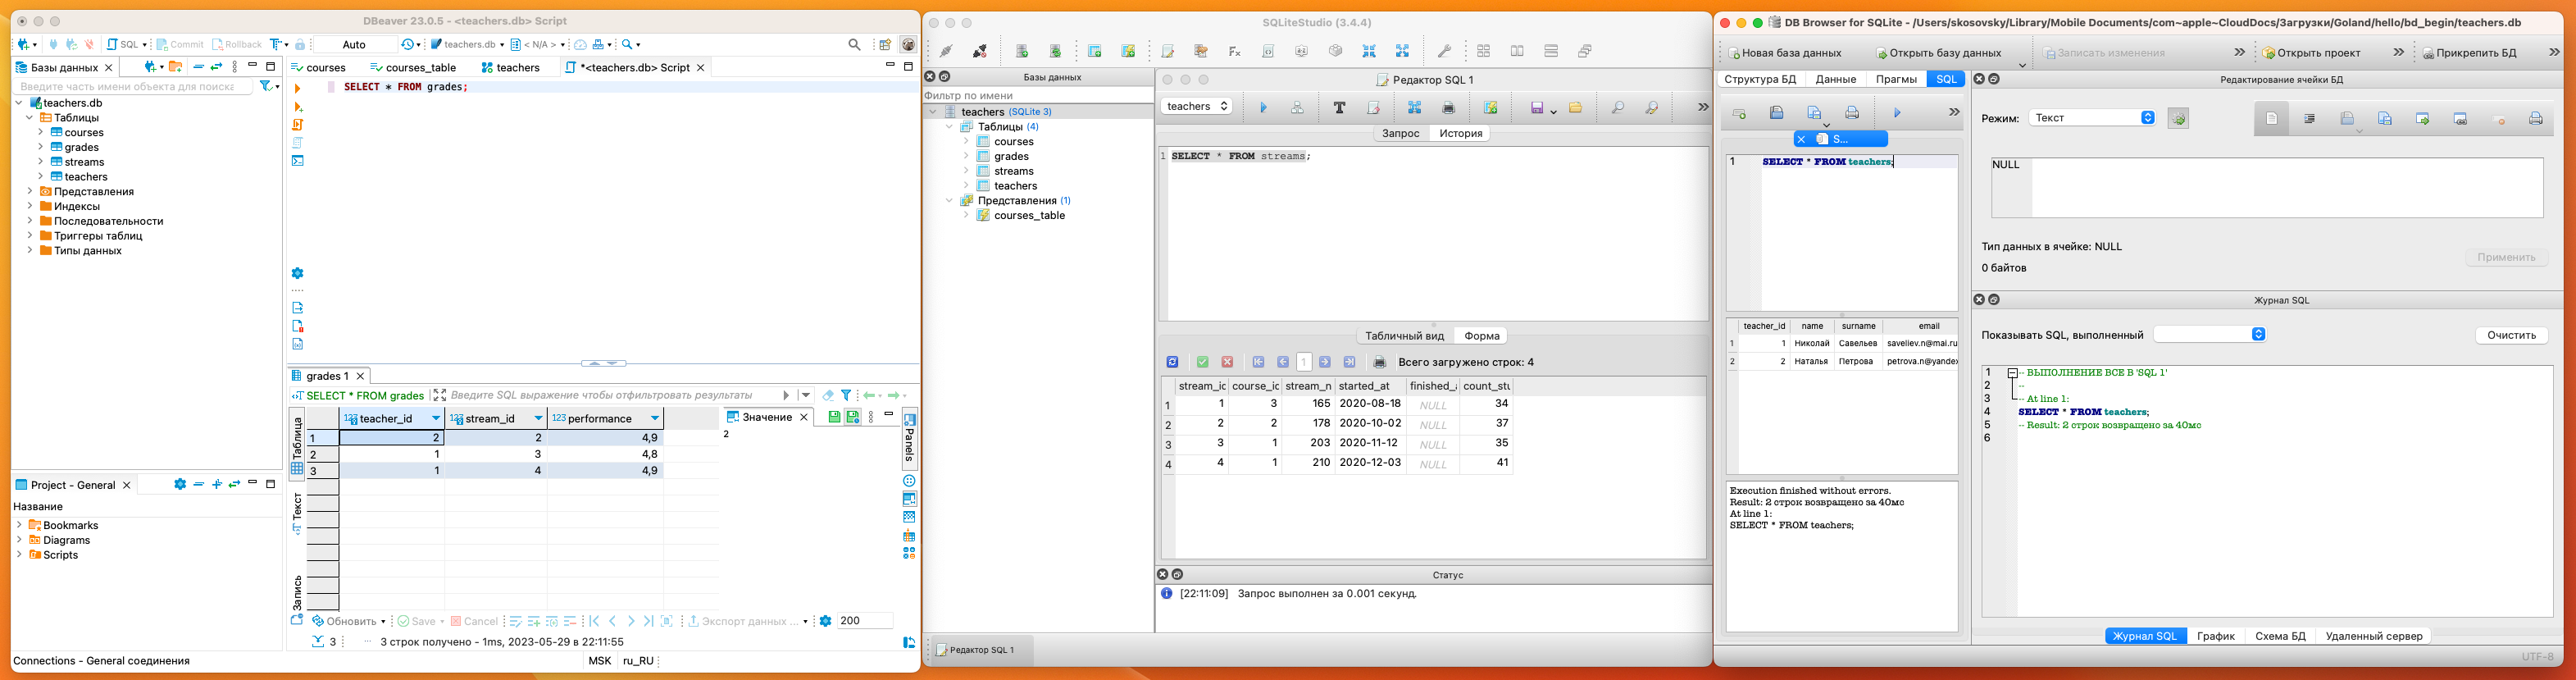 DBeaver 23.0.5 - <teachers.db> Script
SQL
Commit
Rollback
Auto
teachers.db
< N/A >
Базы данных
Введите часть имени объекта для поиска
teachers.db
Таблицы
courses
grades
streams
teachers
Представления
Индексы
Последовательности
Триггеры таблиц
Типы данных
Project - General
Название
Bookmarks
Diagrams
Scripts
courses
courses_table
teachers
*<teachers.db> Script
SELECT * FROM grades;
grades 1
SELECT * FROM grades
Введите SQL выражение чтобы отфильтровать результаты
Таблица
Текст
Запись
123 teacher_id 123 stream_id 123 performance
1 2 2 4,9
2 1 3 4,8
3 1 4 4,9
Значение
2
Panels
Обновить
Save
Cancel
Экспорт данных ...
200
3
3 строк получено - 1ms, 2023-05-29 в 22:11:55
Connections - General соединения
MSK
ru_RU
SQLiteStudio (3.4.4)
Базы данных
Фильтр по имени
teachers (SQLite 3)
Таблицы (4)
courses
grades
streams
teachers
Представления (1)
courses_table
Редактор SQL 1
teachers
Запрос
История
1 SELECT * FROM streams;
Табличный вид
Форма
1
Всего загружено строк: 4
stream_ic course_ic stream_n started_at finished_a count_stu
1 1 3 165 2020-08-18 NULL 34
2 2 2 178 2020-10-02 NULL 37
3 3 1 203 2020-11-12 NULL 35
4 4 1 210 2020-12-03 NULL 41
Статус
[22:11:09] Запрос выполнен за 0.001 секунд.
Редактор SQL 1
DB Browser for SQLite - /Users/skosovsky/Library/Mobile Documents/com~apple~CloudDocs/Загрузки/Goland/hello/bd_begin/teachers.db
Новая база данных
Открыть базу данных
Записать изменения
Открыть проект
Прикрепить БД
Структура БД
Данные
Прагмы
SQL
S...
1 SELECT * FROM teachers;
teacher_id name surname email
1 1 Николай Савельев saveliev.n@mai.ru
2 2 Наталья Петрова petrova.n@yandex
Execution finished without errors.
Result: 2 строк возвращено за 40мс
At line 1:
SELECT * FROM teachers;
Редактирование ячейки БД
Режим:
Текст
NULL
Тип данных в ячейке: NULL
0 байтов
Применить
Журнал SQL
Показывать SQL, выполненный
Очистить
1 -- ВЫПОЛНЕНИЕ ВСЕ В 'SQL 1'
2 --
3 -- At line 1:
4 SELECT * FROM teachers;
5 -- Result: 2 строк возвращено за 40мс
6
Журнал SQL
График
Схема БД
Удаленный сервер
UTF-8